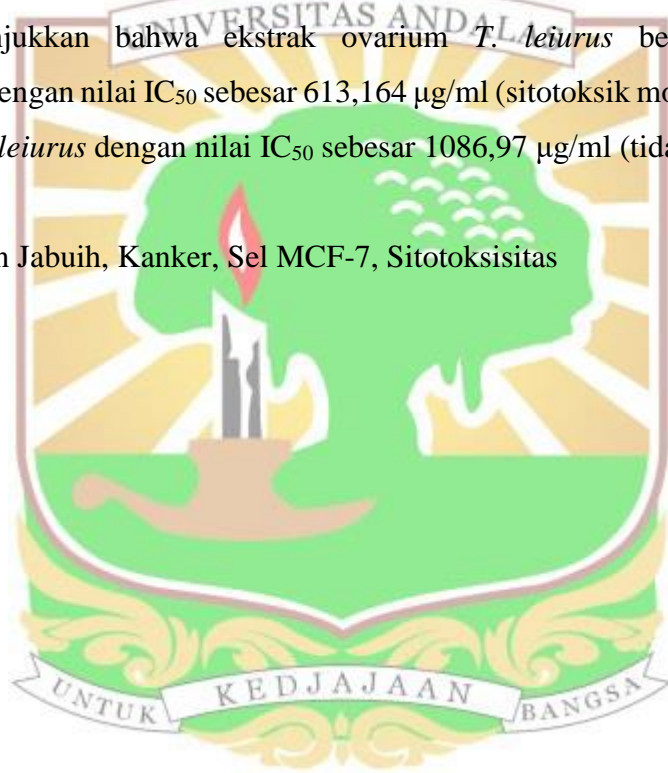 UNIVERSITAS ANDALAS
njukkan bahwa ekstrak ovarium T. leiurus be
engan nilai IC₅₀ sebesar 613,164 µg/ml (sitotoksik mo
leiurus dengan nilai IC₅₀ sebesar 1086,97 µg/ml (tida
n Jabuih, Kanker, Sel MCF-7, Sitotoksisitas
UNTUK KEDJAJAAN BANGSA